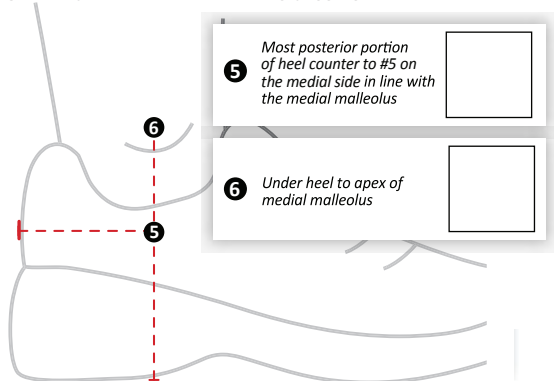 5 Most posterior portion
of heel counter to #5 on
the medial side in line with
the medial malleolus
6
6 Under heel to apex of
medial malleolus
5